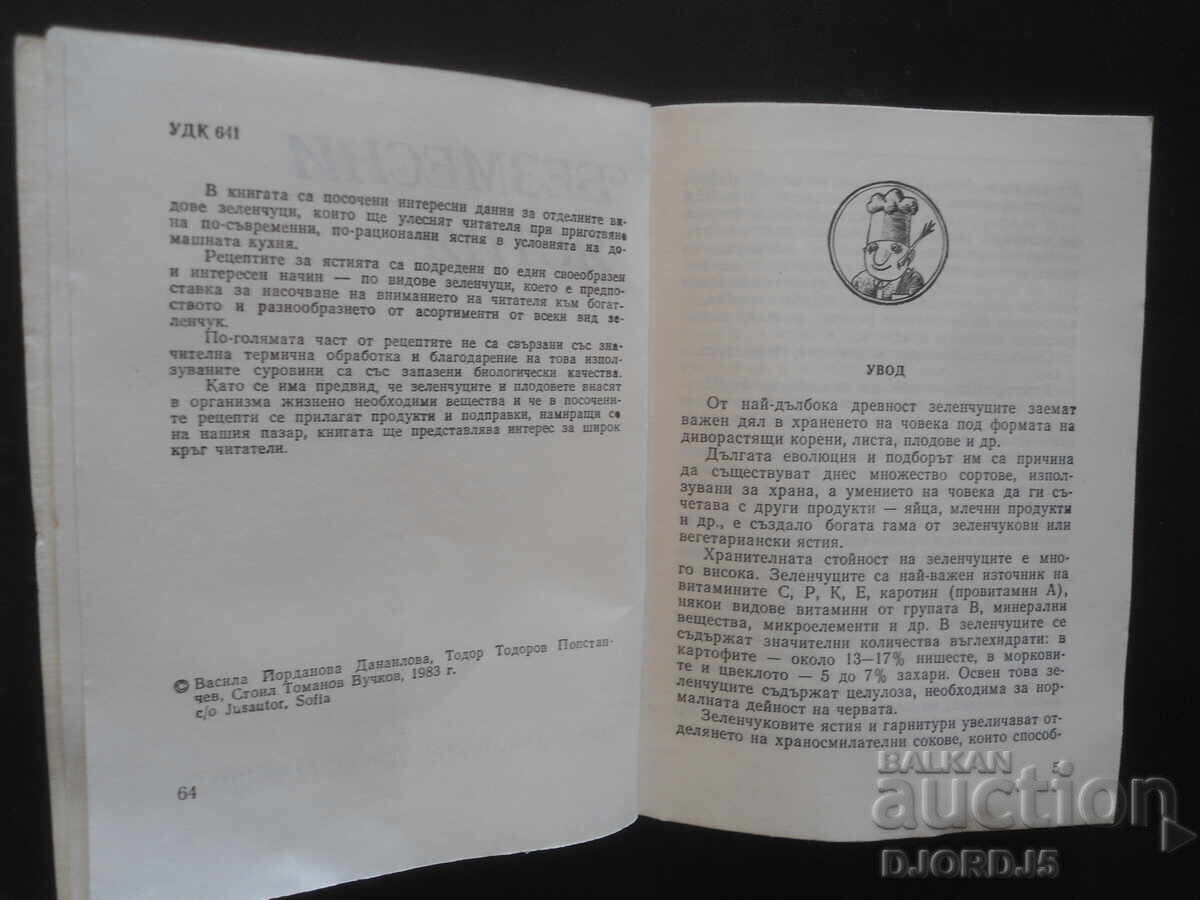 УДК 641
В книгата са посочени интересни данни за отделните ви-
дове зеленчуци, които ще улеснят читателя при приготвяне
на по-съвременни, по-рационални ястия в условията на до-
машната кухня.
Рецептите за ястията са подредени по един своеобразен
и интересен начин — по видове зеленчуци, което е предпо-
ставка за насочване на вниманието на читателя към богат-
ството и разнообразието от асортименти от всеки вид зе-
ленчук.
По-голямата част от рецептите не са свързани със зна-
чителна термична обработка и благодарение на това използ-
зуваните суровини са със запазени биологически качества.
Като се има предвид, че зеленчуците и плодовете внасят
в организма жизнено необходими вещества и че в посочени-
те рецепти се прилагат продукти и подправки, намиращи се
на нашия пазар, книгата ще представлява интерес за широк
кръг читатели.
© Васила Йорданова Данаилова, Тодор Тодоров Попстан-
чев, Стоил Томанов Вучков, 1983 г.
c/o Jusautor, Sofia
64
БЕЗМЕСНИ
УВОД
От най-дълбока древност зеленчуците заемат
важен дял в храненето на човека под формата на
диворастящи корени, листа, плодове и др.
Дългата еволюция и подборът им са причина
да съществуват днес множество сортове, изпол-
зувани за храна, а умението на човека да ги съ-
четава с други продукти — яйца, млечни продукти
и др., е създало богата гама от зеленчукови или
вегетариански ястия.
Хранителната стойност на зеленчуците е мно-
го висока. Зеленчуците са най-важен източник на
витамините С, Р, К, Е, каротин (провитамин А),
някои видове витамини от групата В, минерални
вещества, микроелементи и др. В зеленчуците се
съдържат значителни количества въглехидрати: в
картофите — около 13—17% нишесте, в моркови-
те и цвеклото — 5 до 7% захари. Освен това зе-
ленчуците съдържат целулоза, необходима за нор-
малната дейност на червата.
Зеленчуковите ястия и гарнитури увеличават от-
делянето на храносмилателни сокове, които способ-
5
BALKAN
auction
DJORDJ5